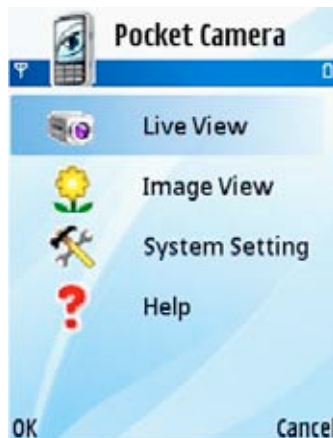 Pocket Camera
Live View
Image View
System Setting
Help
OK Cancel